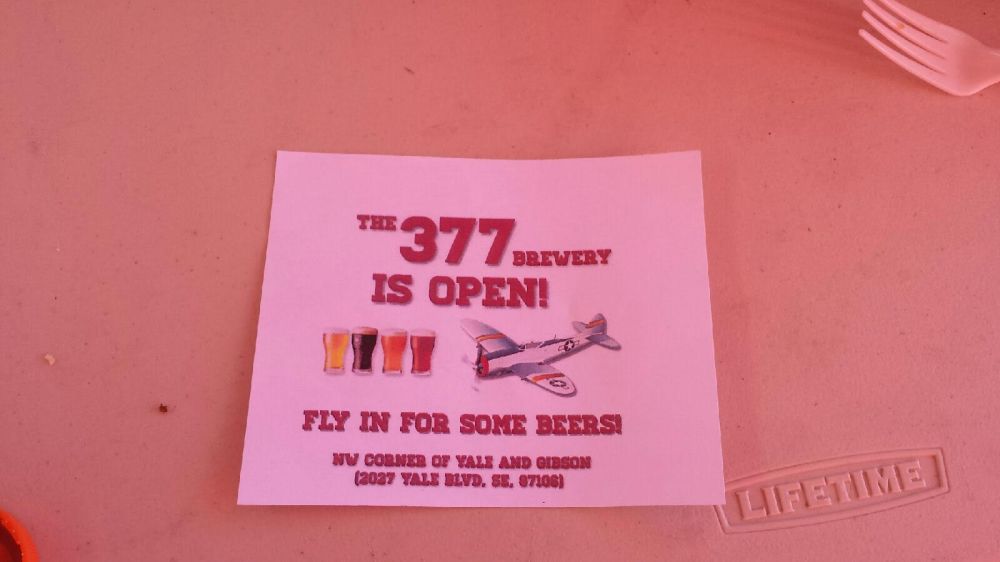 THE 377 BREWERY
IS OPEN!
FLY IN FOR SOME BEERS!
NW CORNER OF YALE AND GIBSON
(2027 YALE BLVD. SE, 87106)
LIFETIME